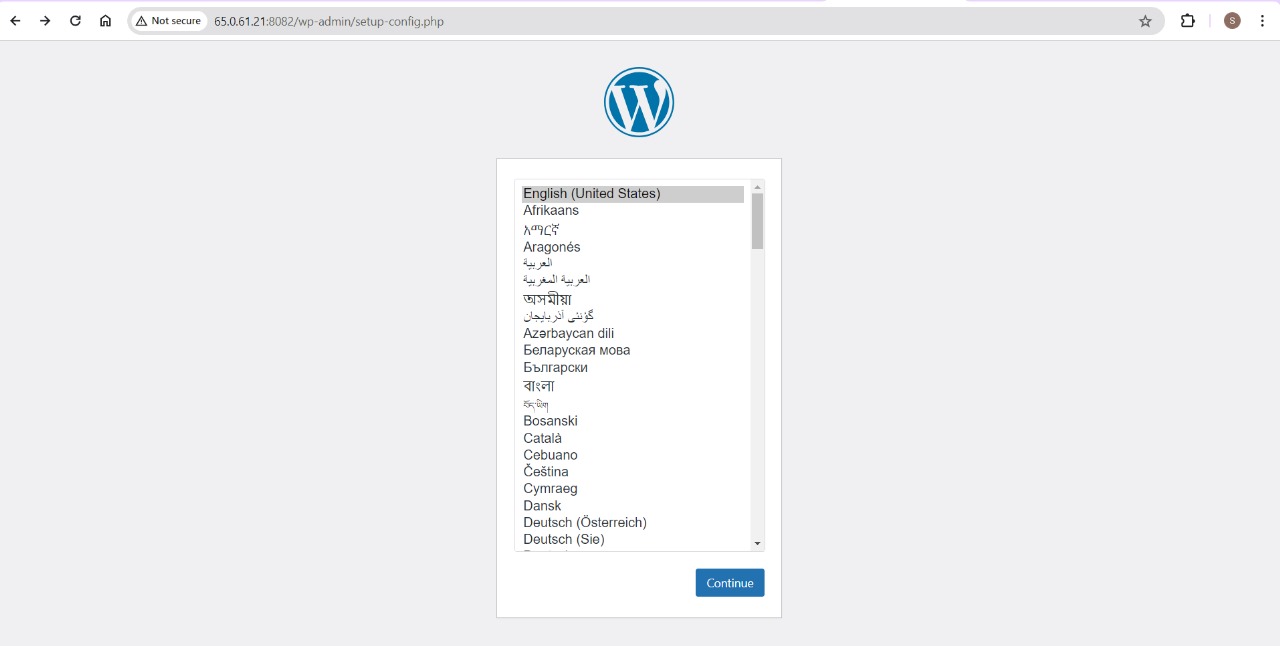 Not secure 65.0.61.21:8082/wp-admin/setup-config.php S
W
English (United States)
Afrikaans
አማርኛ
Aragonés
العربية
العربية المغربية
অসমীয়া
گؤنئی آذربایجان
Azərbaycan dili
Беларуская мова
Български
বাংলা
བོད་ཡིག
Bosanski
Català
Cebuano
Čeština
Cymraeg
Dansk
Deutsch (Österreich)
Deutsch (Sie)
Continue